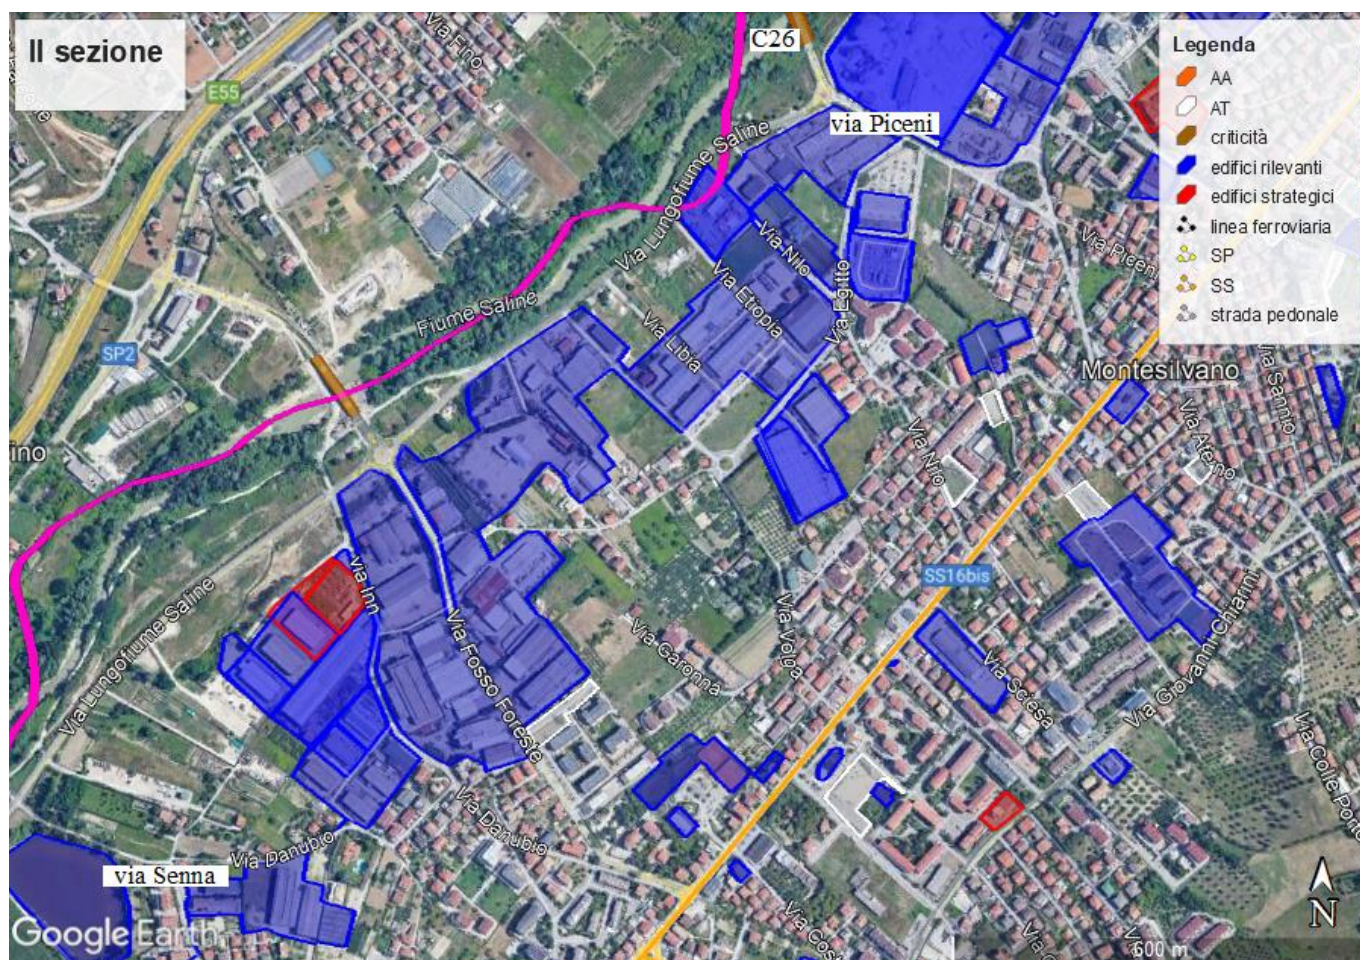 II sezione
Via Fino
C26
Legenda
AA
AT
criticità
edifici rilevanti
edifici strategici
linea ferroviaria
SP
SS
strada pedonale
E55
via Piceni
Via Lungofiume Saline
Via Piceni
Via Nilo
Via Egitto
Via Etiopia
Fiume Saline
Via Libia
SP2
Montesilvano
Via Sannio
Via Aterno
ino
Via Nilo
SS16bis
via Inn
Via Lungofiume Saline
Via Fosso Foreste
Via Garonna
Via Volga
Via Sciesa
Via Giovanni Chiarini
Via Colle
Via Danubio
Via Danubio
via Senna
N
Google Earth
600 m